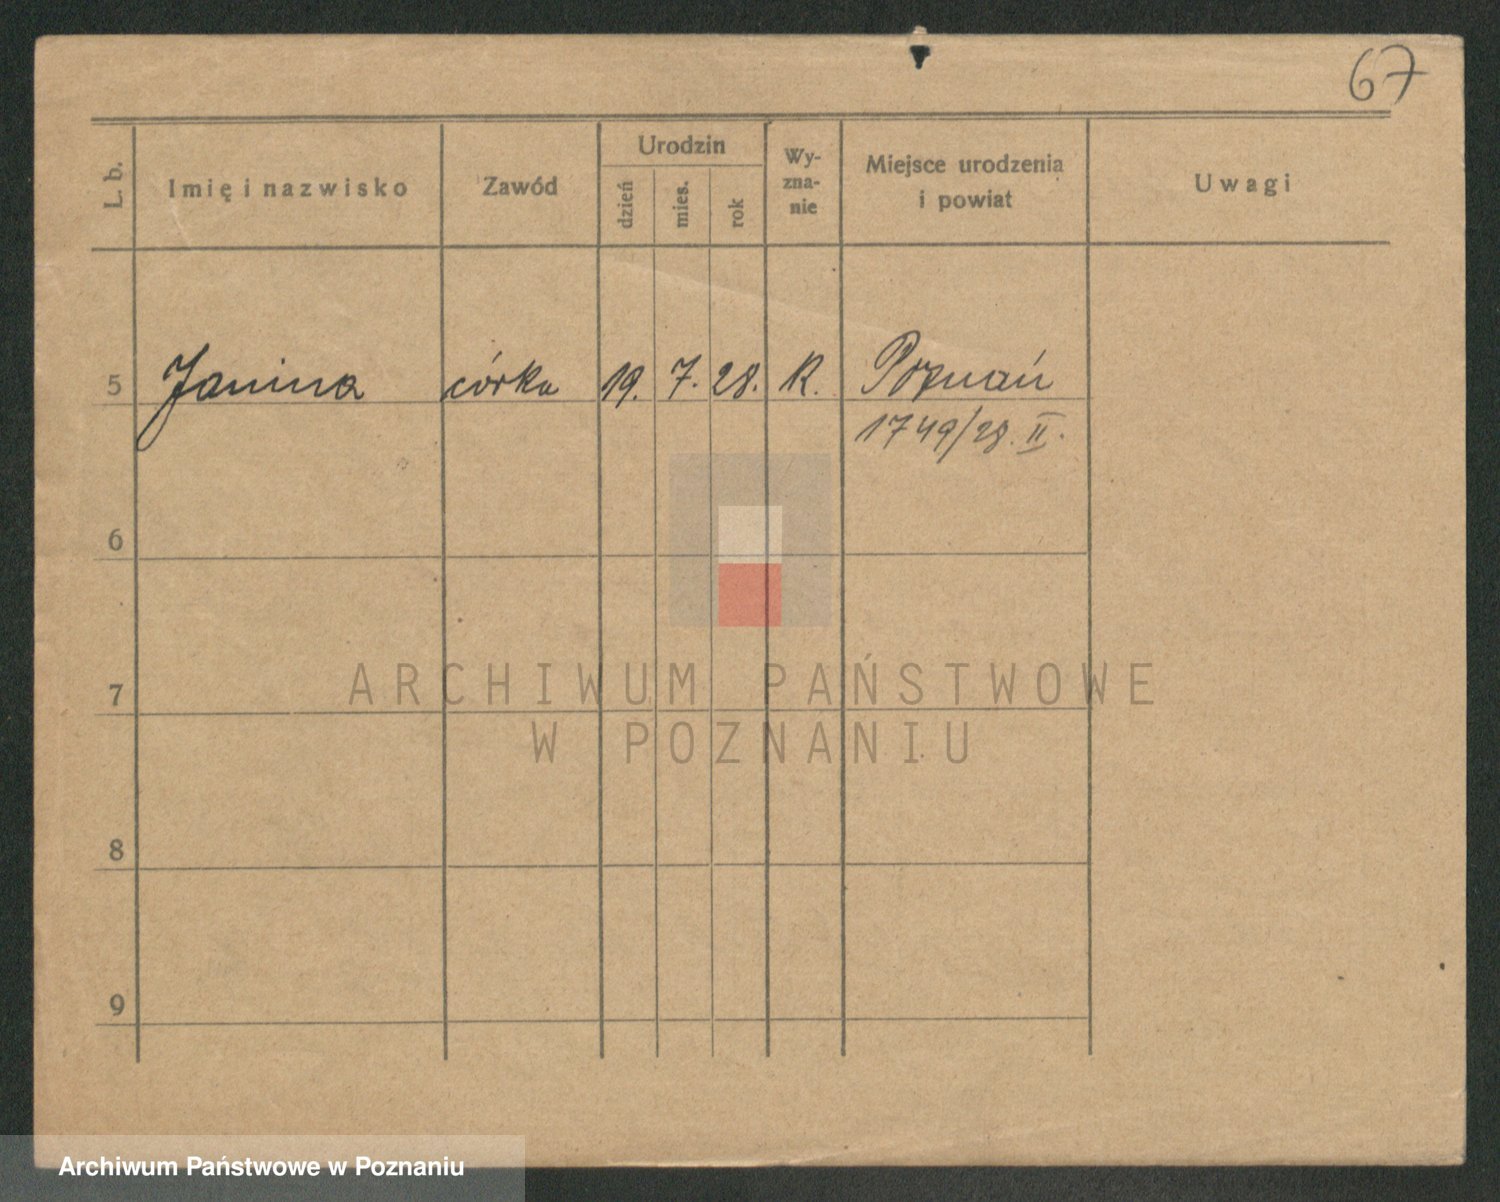 67
L. b.
Imię i nazwisko
Zawód
Urodzin
dzień
mies.
rok
Wy-
zna-
nie
Miejsce urodzenia
i powiat
Uwagi
5 Janina córka 19. 7. 28. R. Poznań
1749/28. II.
6
7
8
9
ARCHIWUM PAŃSTWOWE
W POZNANIU
Archiwum Państwowe w Poznaniu